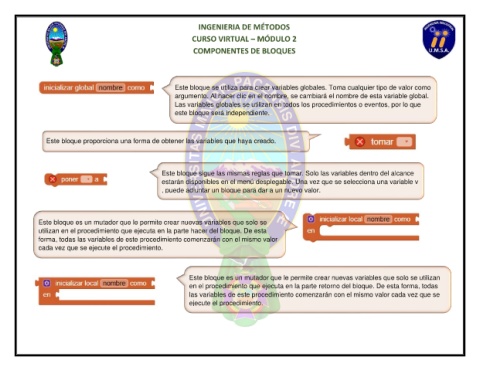 INGENIERIA DE MÉTODOS
CURSO VIRTUAL – MÓDULO 2
COMPONENTES DE BLOQUES
U.M.S.A.
inicializar global nombre como
Este bloque se utiliza para crear variables globales. Toma cualquier tipo de valor como
argumento. Al hacer clic en el nombre, se cambiará el nombre de esta variable global.
Las variables globales se utilizan en todos los procedimientos o eventos, por lo que
este bloque será independiente.
Este bloque proporciona una forma de obtener las variables que haya creado.
tomar
poner a
Este bloque sigue las mismas reglas que tomar. Solo las variables dentro del alcance
estarán disponibles en el menú desplegable. Una vez que se selecciona una variable v
, puede adjuntar un bloque para dar a un nuevo valor.
Este bloque es un mutador que le permite crear nuevas variables que solo se
utilizan en el procedimiento que ejecuta en la parte hacer del bloque. De esta
forma, todas las variables de este procedimiento comenzarán con el mismo valor
cada vez que se ejecute el procedimiento.
inicializar local nombre como
en
inicializar local nombre como
en
Este bloque es un mutador que le permite crear nuevas variables que solo se utilizan
en el procedimiento que ejecuta en la parte retorno del bloque. De esta forma, todas
las variables de este procedimiento comenzarán con el mismo valor cada vez que se
ejecute el procedimiento.